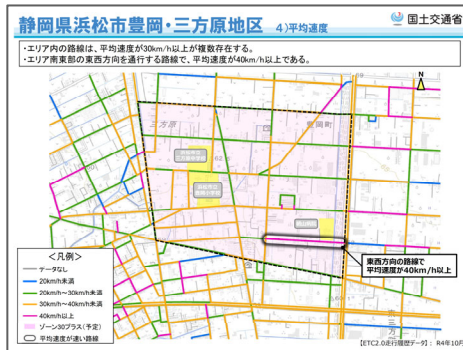 静岡県浜松市豊岡・三方原地区 4)平均速度
国土交通省
・エリア内の路線は、平均速度が30km/h以上が複数存在する。
・エリア南東部の東西方向を通行する路線で、平均速度が40km/h以上である。
N
三方原
豊岡町
＜凡例＞
データなし
20km/h未満
20km/h～30km/h未満
30km/h～40km/h未満
40km/h以上
ゾーン30プラス(予定)
平均速度が速い路線
東西方向の路線で
平均速度が40km/h以上
【ETC2.0走行履歴データ】: R4年10月